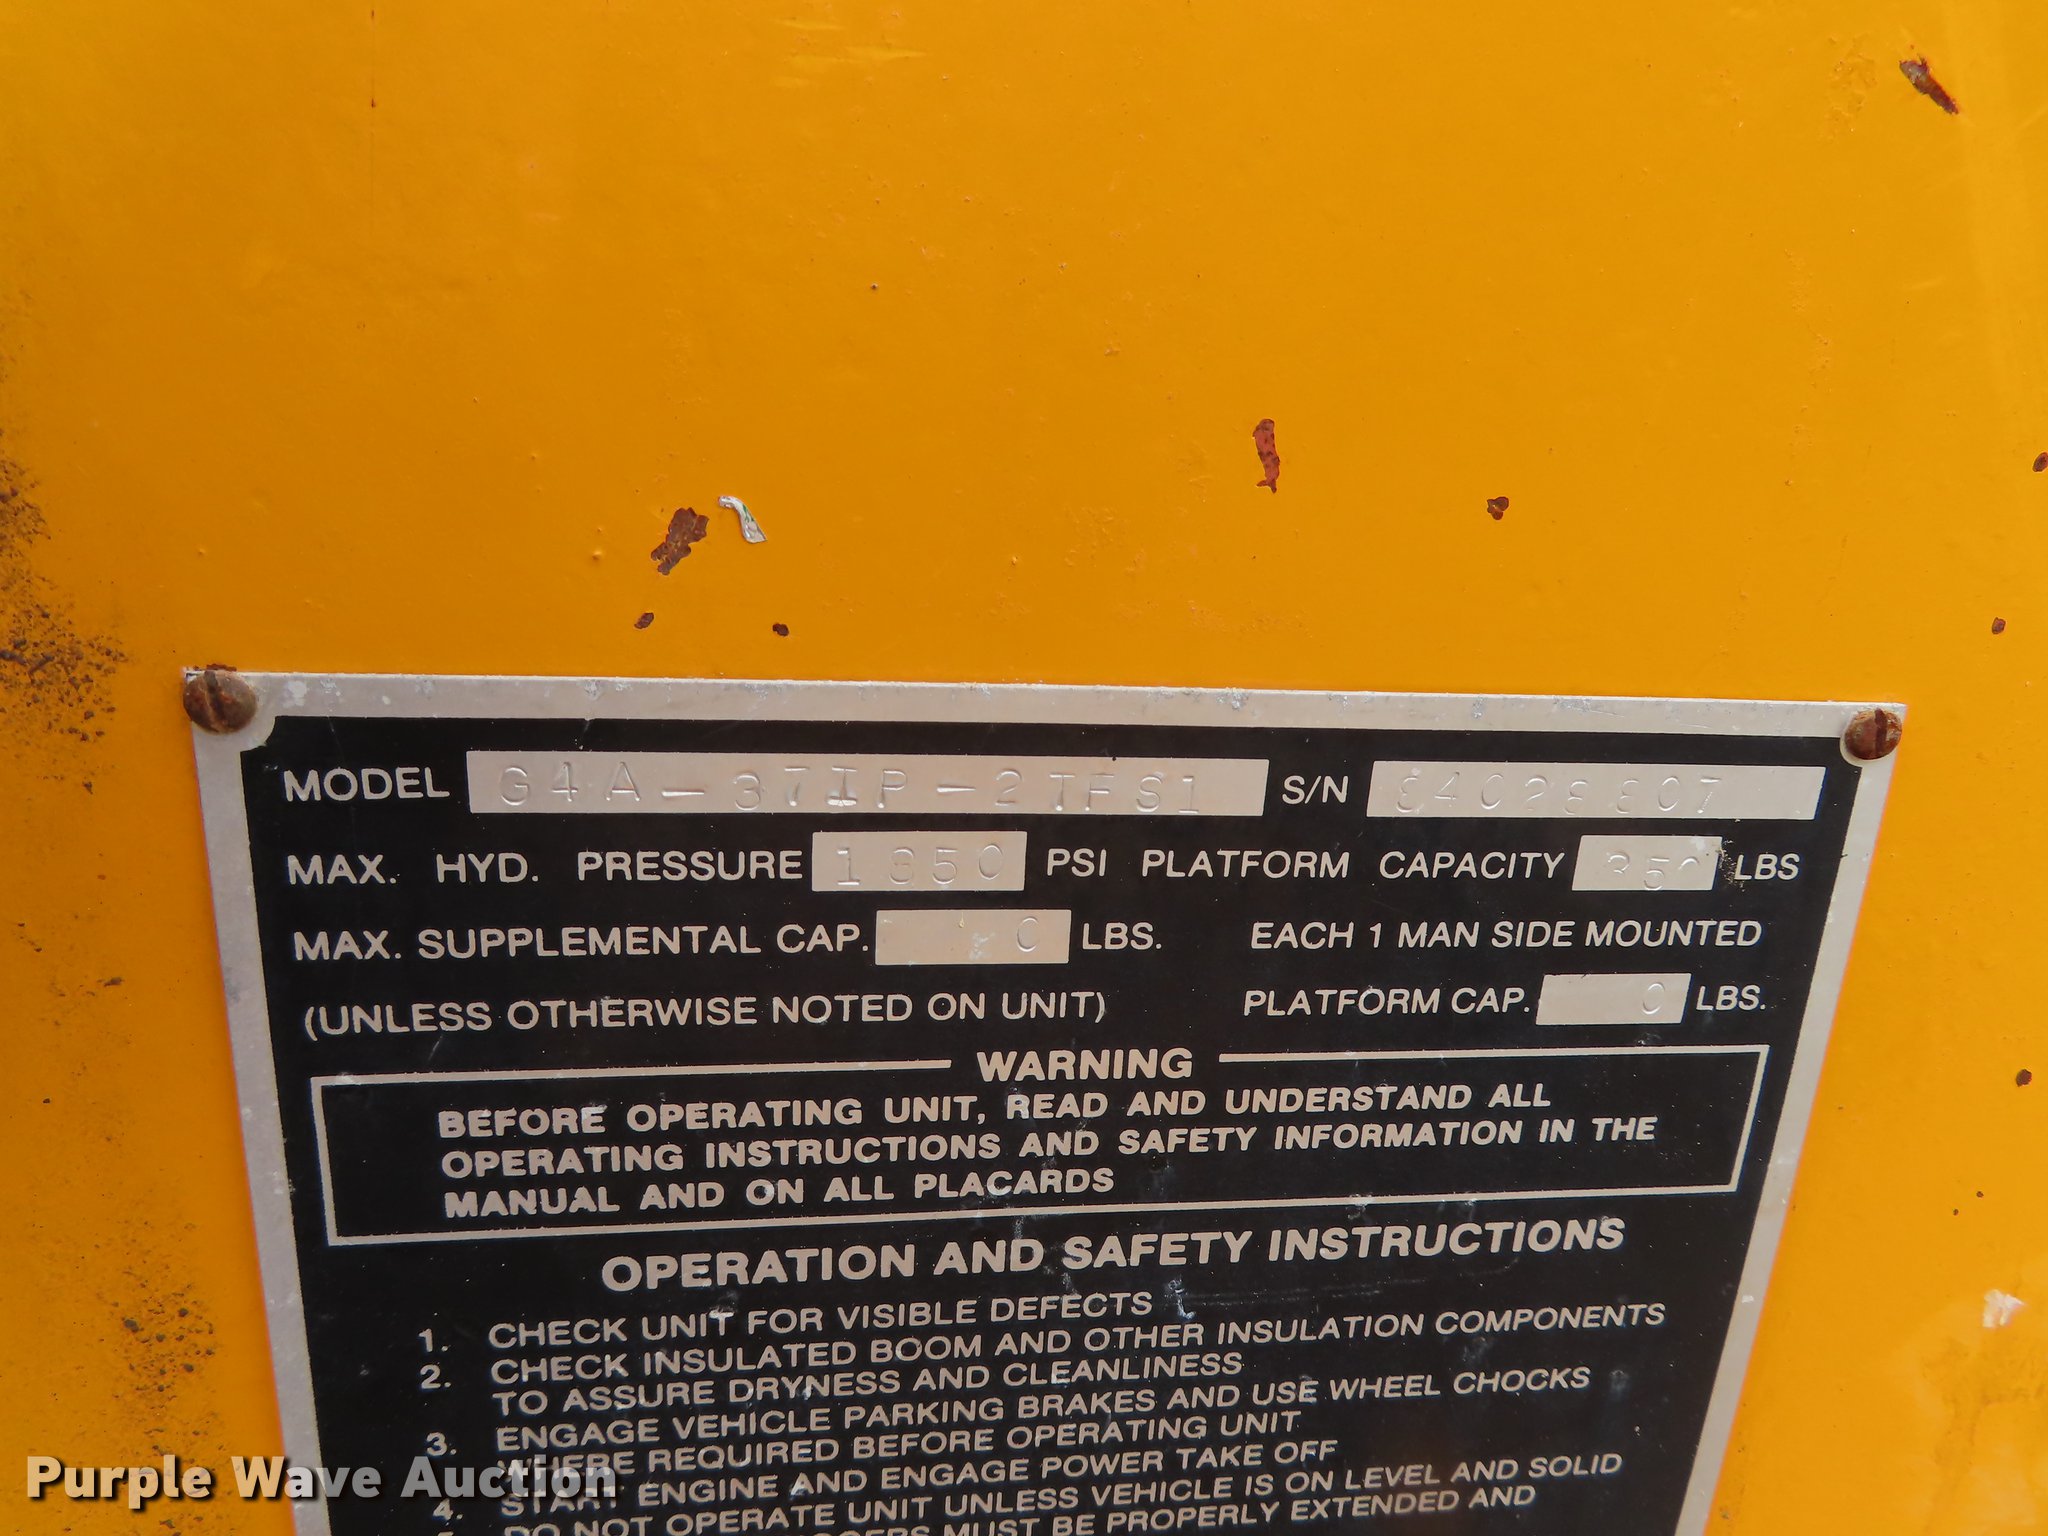 MODEL G4A-37IP-2TFS1 S/N
MAX. HYD. PRESSURE 1850 PSI PLATFORM CAPACITY 350 LBS
MAX. SUPPLEMENTAL CAP. 0 LBS. EACH 1 MAN SIDE MOUNTED
(UNLESS OTHERWISE NOTED ON UNIT) PLATFORM CAP. 0 LBS.
WARNING
BEFORE OPERATING UNIT, READ AND UNDERSTAND ALL
OPERATING INSTRUCTIONS AND SAFETY INFORMATION IN THE
MANUAL AND ON ALL PLACARDS
OPERATION AND SAFETY INSTRUCTIONS
1. CHECK UNIT FOR VISIBLE DEFECTS
2. CHECK INSULATED BOOM AND OTHER INSULATION COMPONENTS
TO ASSURE DRYNESS AND CLEANLINESS
3. ENGAGE VEHICLE PARKING BRAKES AND USE WHEEL CHOCKS
WHERE REQUIRED BEFORE OPERATING UNIT
4. START ENGINE AND ENGAGE POWER TAKE OFF
DO NOT OPERATE UNIT UNLESS VEHICLE IS ON LEVEL AND SOLID
MUST BE PROPERLY EXTENDED AND
Purple Wave Auction